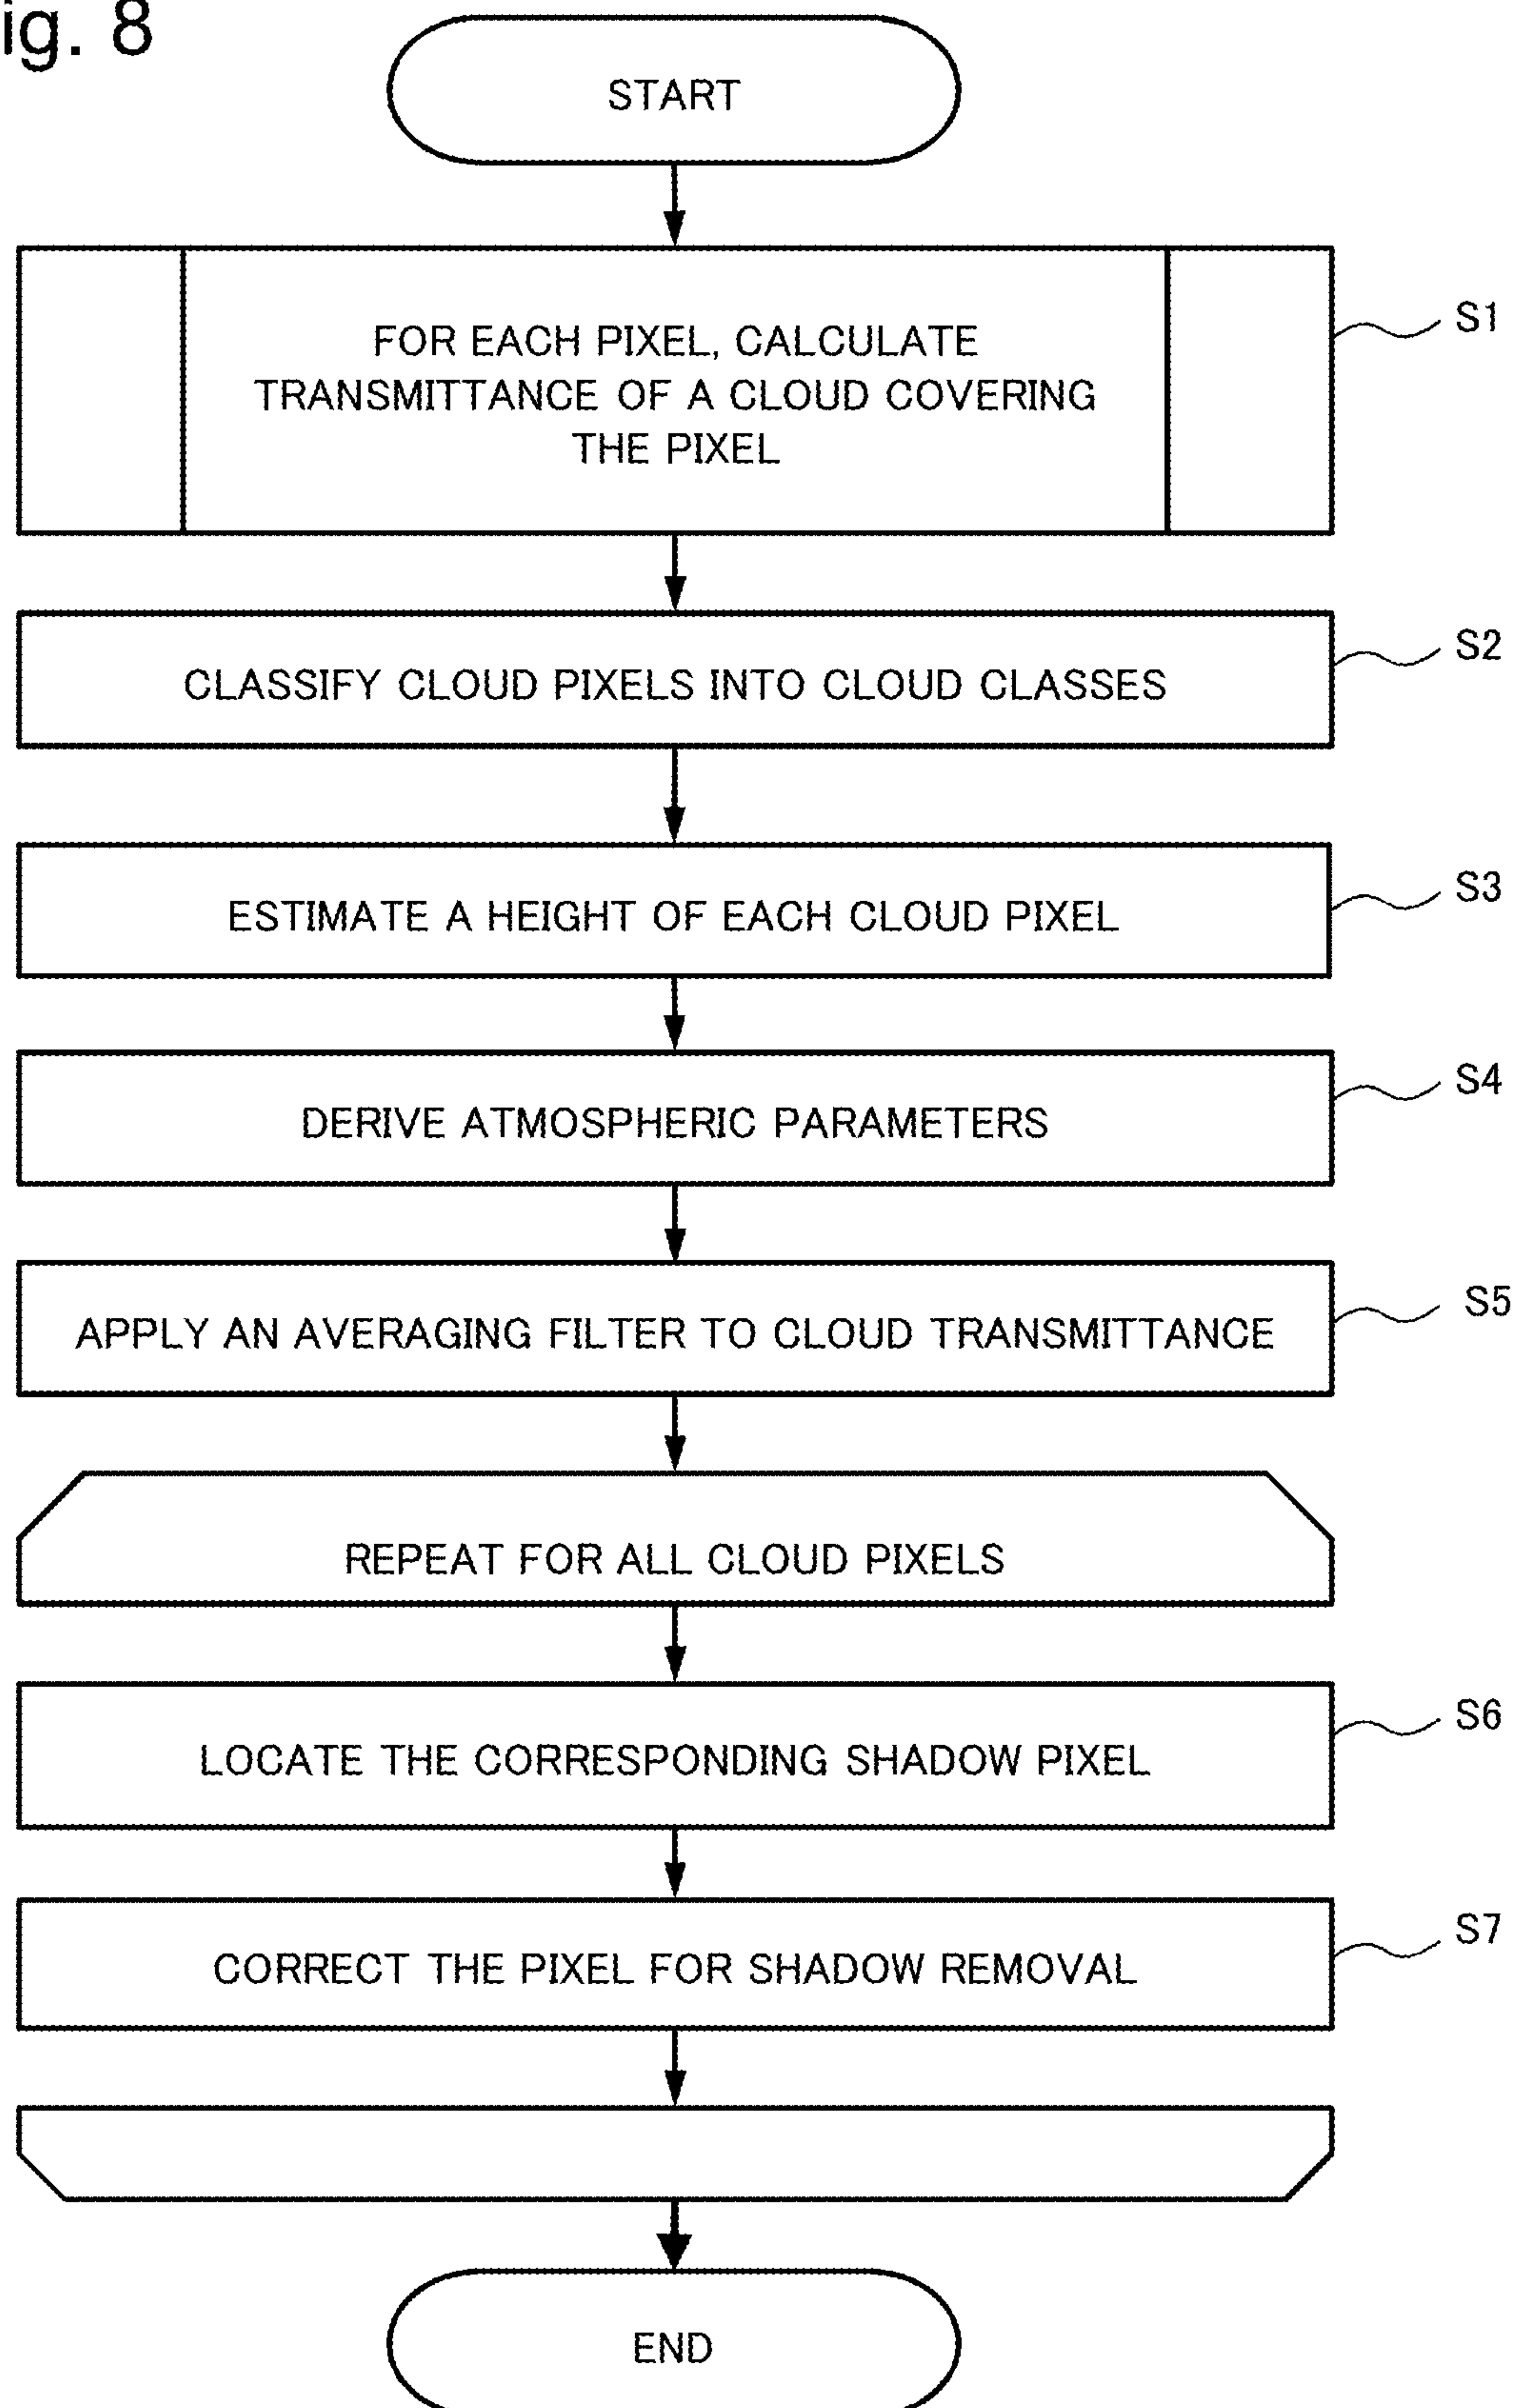 ig. 8
START
FOR EACH PIXEL, CALCULATE
TRANSMITTANCE OF A CLOUD COVERING
THE PIXEL
S1
CLASSIFY CLOUD PIXELS INTO CLOUD CLASSES
S2
ESTIMATE A HEIGHT OF EACH CLOUD PIXEL
S3
DERIVE ATMOSPHERIC PARAMETERS
S4
APPLY AN AVERAGING FILTER TO CLOUD TRANSMITTANCE
S5
REPEAT FOR ALL CLOUD PIXELS
LOCATE THE CORRESPONDING SHADOW PIXEL
S6
CORRECT THE PIXEL FOR SHADOW REMOVAL
S7
END